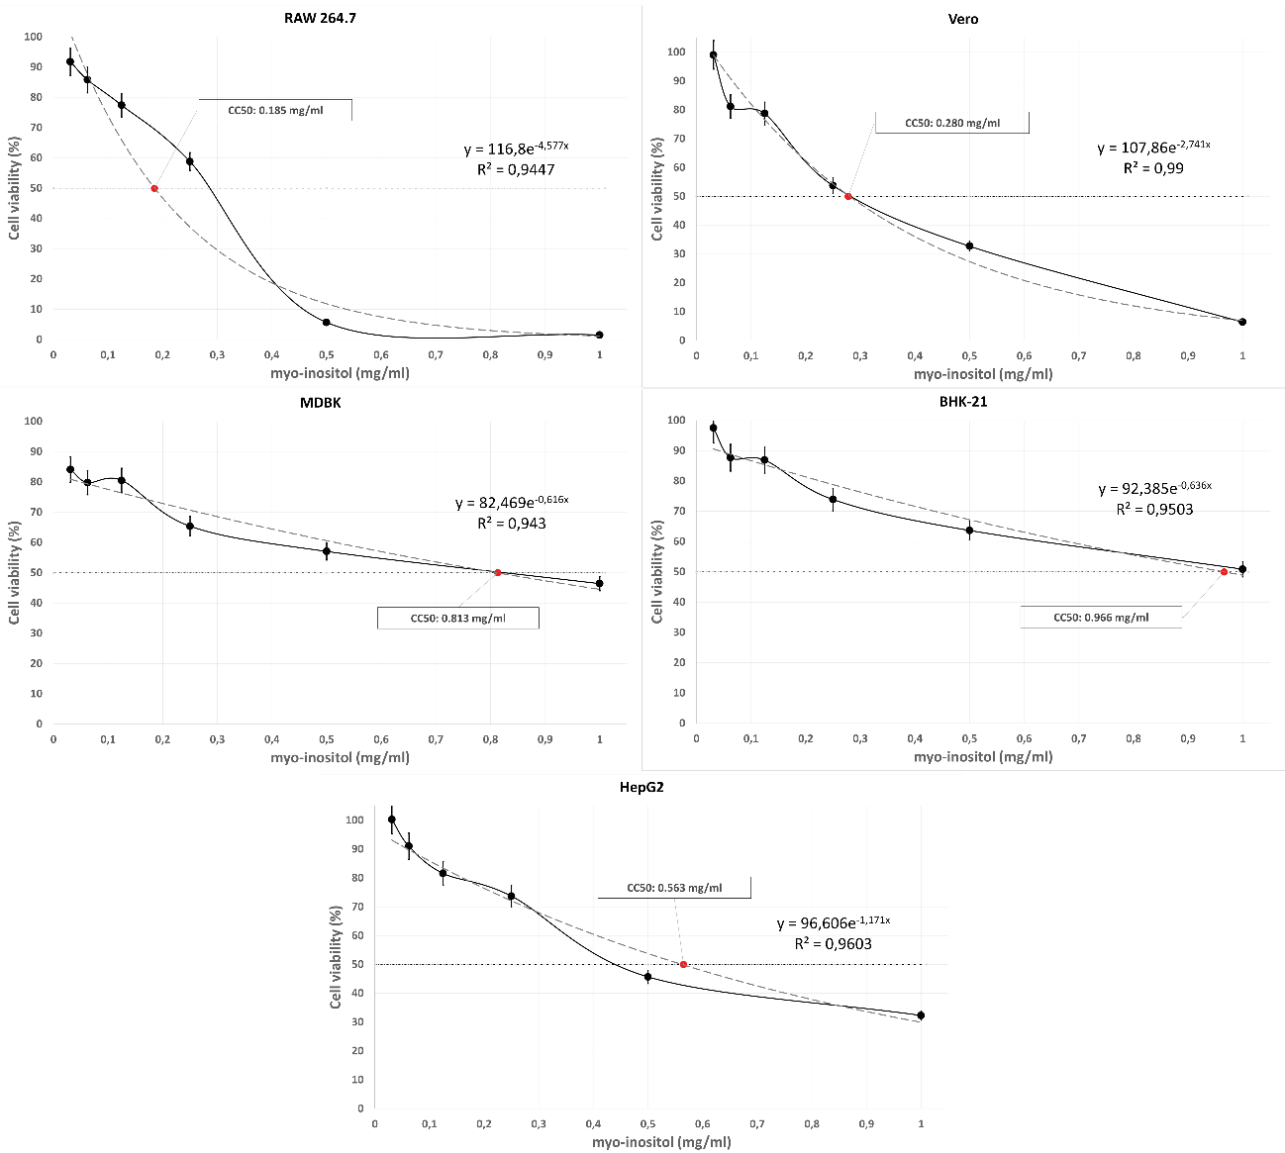 RAW 264.7
100
90
80
70
60
50
40
30
20
10
0
Cell viability (%)
CC50: 0.185 mg/ml
y = 116,8e^-4,577x
R² = 0,9447
0 0,1 0,2 0,3 0,4 0,5 0,6 0,7 0,8 0,9 1
myo-inositol (mg/ml)
Vero
100
90
80
70
60
50
40
30
20
10
0
Cell viability (%)
CC50: 0.280 mg/ml
y = 107,86e^-2,741x
R² = 0,99
0 0,1 0,2 0,3 0,4 0,5 0,6 0,7 0,8 0,9 1
myo-inositol (mg/ml)
MDBK
100
90
80
70
60
50
40
30
20
10
0
Cell viability (%)
y = 82,469e^-0,616x
R² = 0,943
CC50: 0.813 mg/ml
0 0,1 0,2 0,3 0,4 0,5 0,6 0,7 0,8 0,9 1
myo-inositol (mg/ml)
BHK-21
100
90
80
70
60
50
40
30
20
10
0
Cell viability (%)
y = 92,385e^-0,636x
R² = 0,9503
CC50: 0.966 mg/ml
0 0,1 0,2 0,3 0,4 0,5 0,6 0,7 0,8 0,9 1
myo-inositol (mg/ml)
HepG2
100
90
80
70
60
50
40
30
20
10
0
Cell viability (%)
CC50: 0.563 mg/ml
y = 96,606e^-1,171x
R² = 0,9603
0 0,1 0,2 0,3 0,4 0,5 0,6 0,7 0,8 0,9 1
myo-inositol (mg/ml)